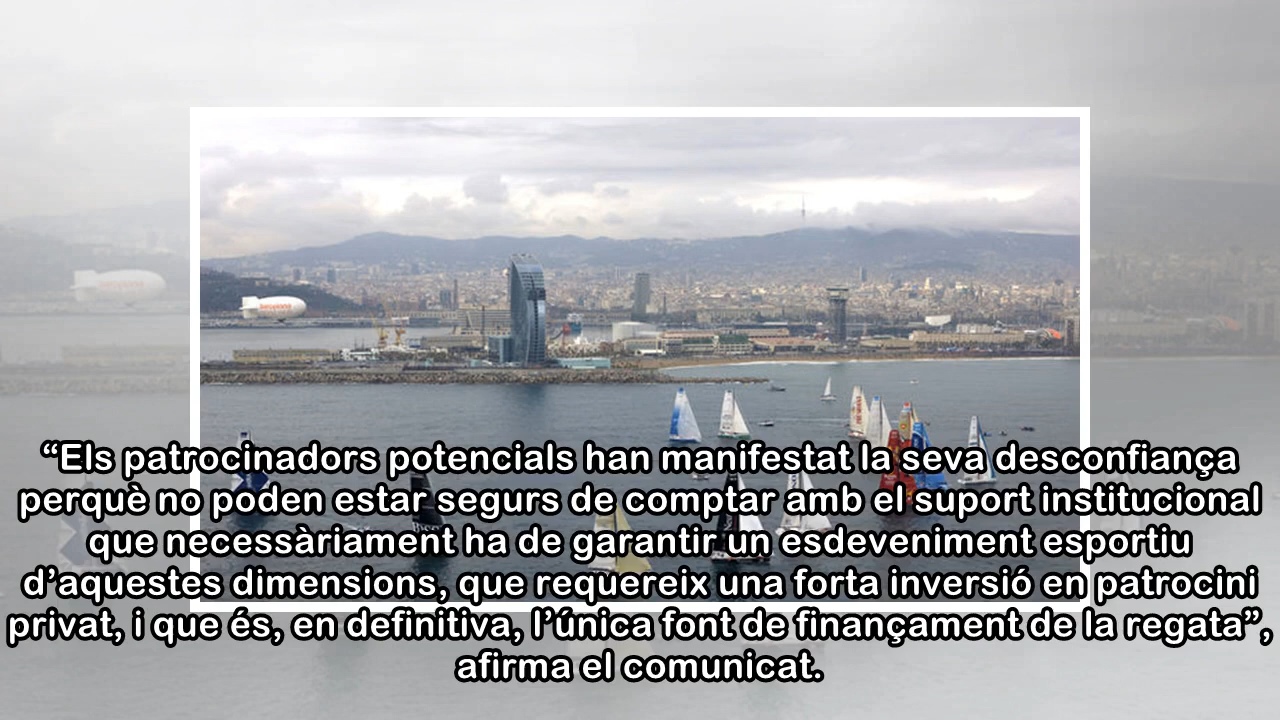 “Els patrocinadors potencials han manifestat la seva desconfiança
perquè no poden estar segurs de comptar amb el suport institucional
que necessàriament ha de garantir un esdeveniment esportiu
d’aquestes dimensions, que requereix una forta inversió en patrocini
privat, i que és, en definitiva, l’única font de finançament de la regata”,
afirma el comunicat.